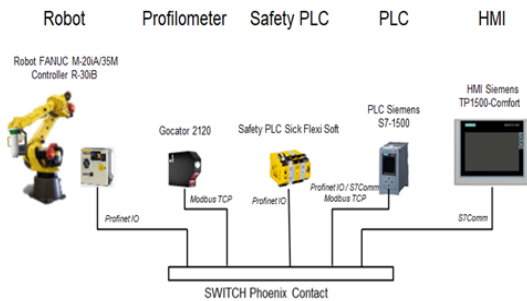 Robot
Profilometer
Safety PLC
PLC
HMI
Robot FANUC M-20iA/35M
Controller R-30iB
Gocator 2120
Safety PLC Sick Flexi Soft
PLC Siemens
S7-1500
HMI Siemens
TP1500-Comfort
Profinet IO
Modbus TCP
Profinet IO
Profinet IO / S7Comm
Modbus TCP
S7Comm
SWITCH Phoenix Contact